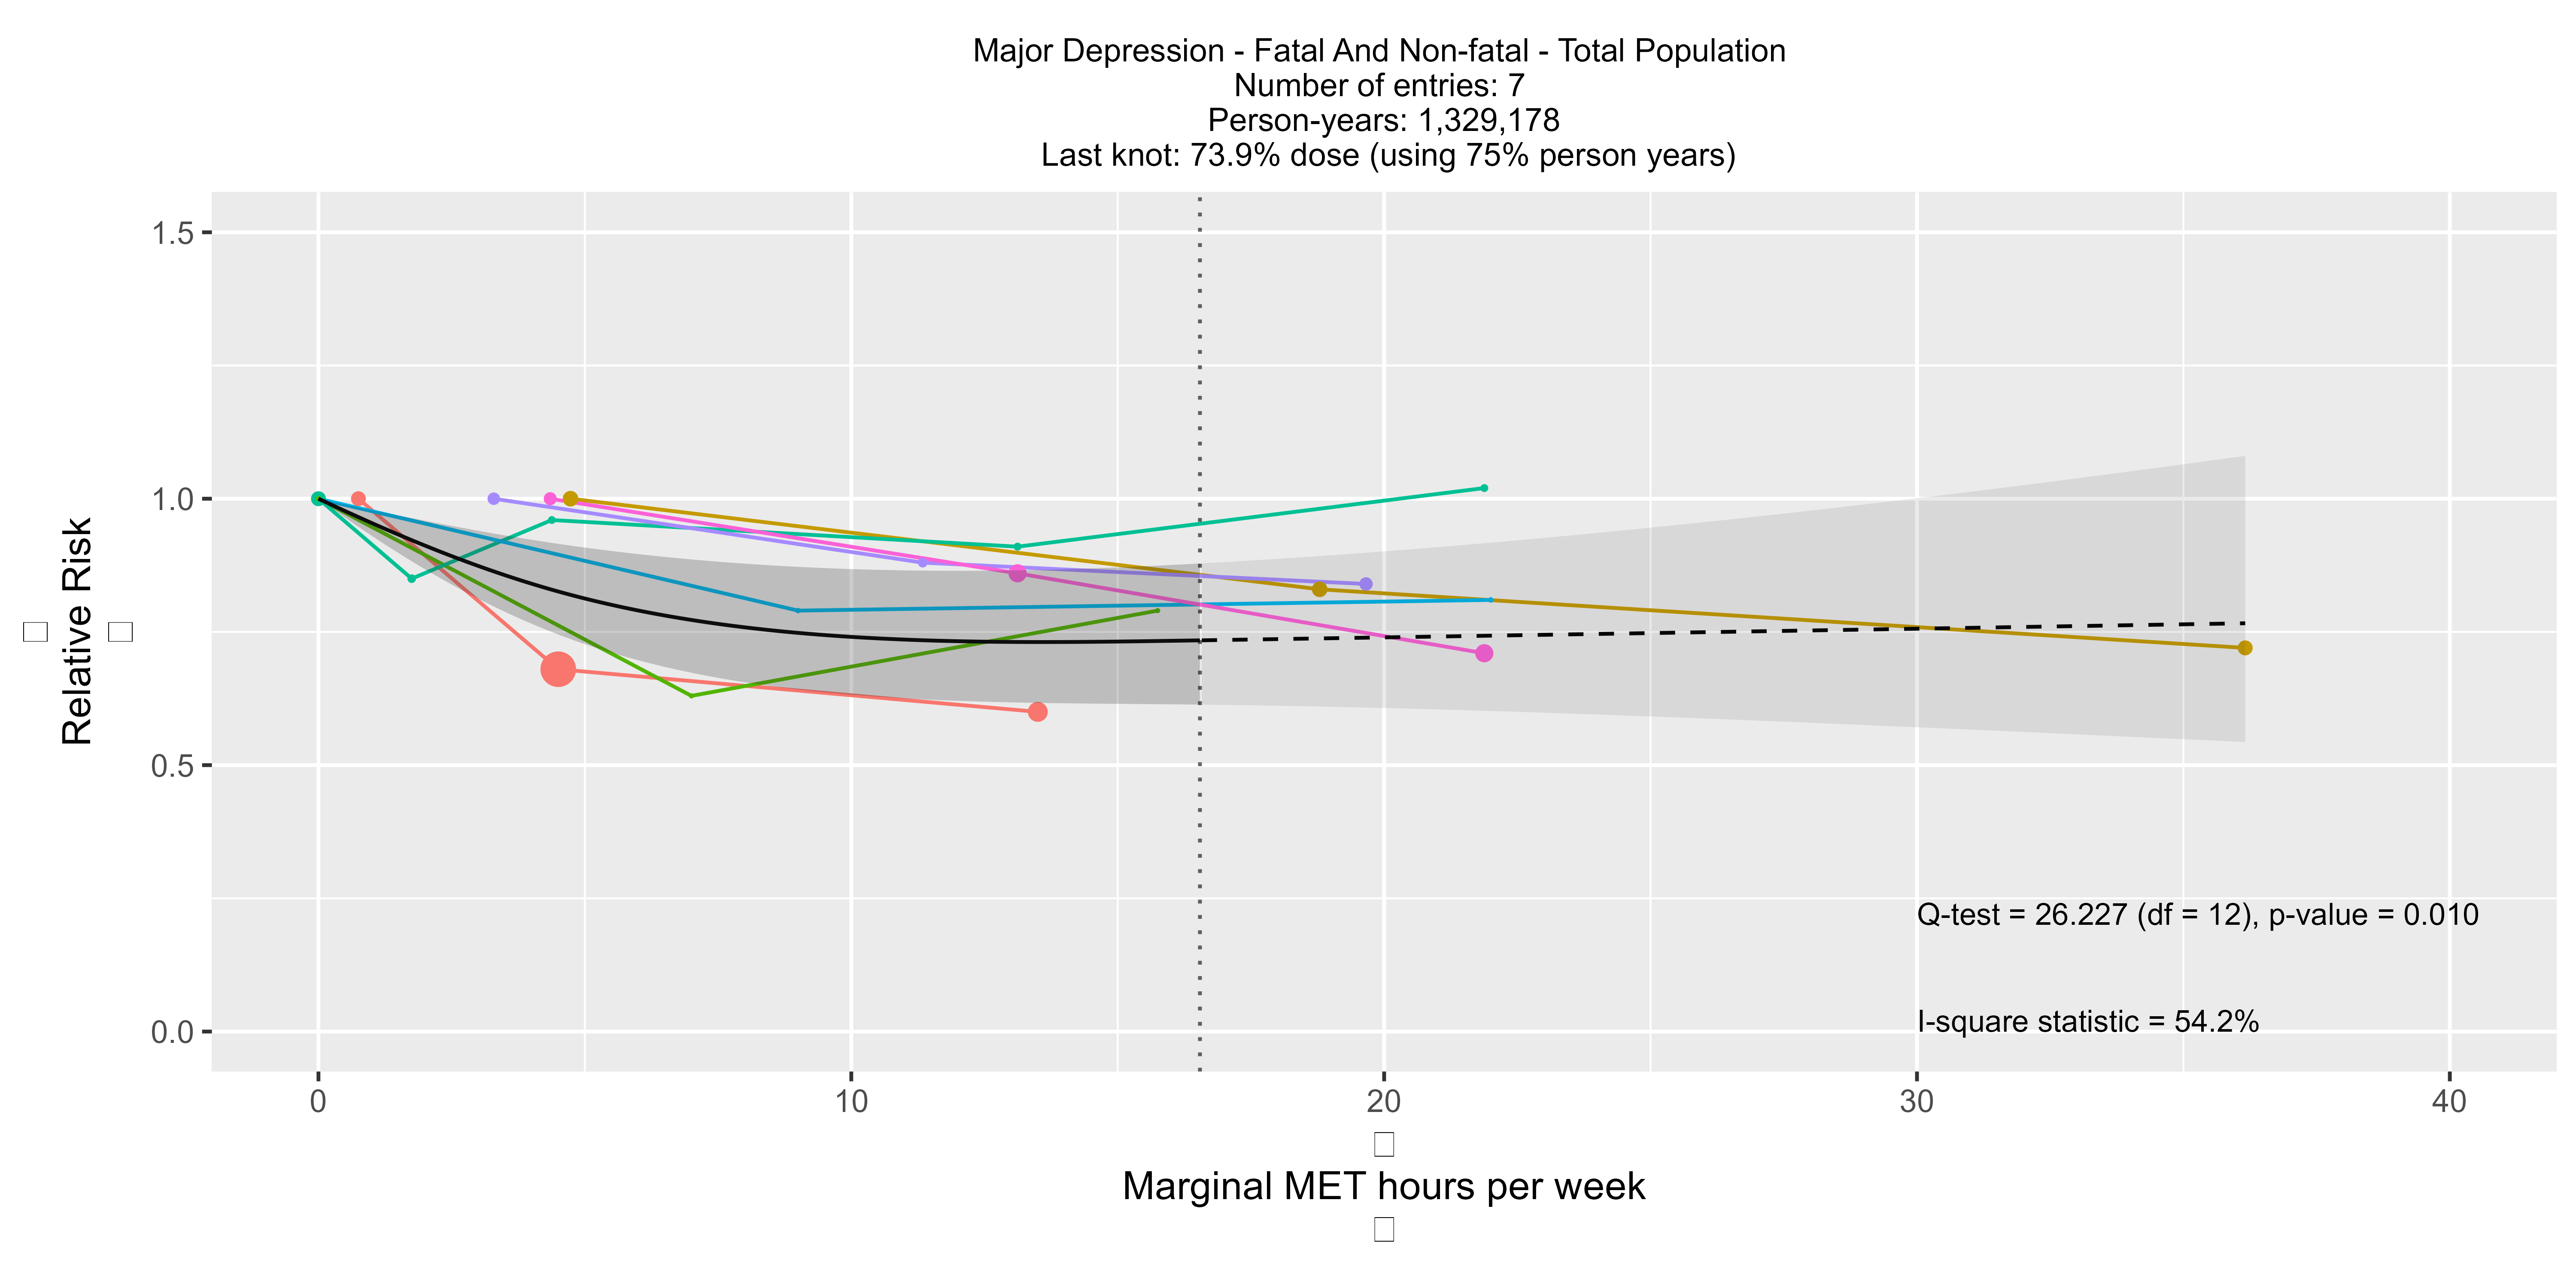 Major Depression - Fatal And Non-fatal - Total Population
Number of entries: 7
Person-years: 1,329,178
Last knot: 73.9% dose (using 75% person years)
1.5
1.0
0.5
0.0
Relative Risk
Q-test = 26.227 (df = 12), p-value = 0.010
I-square statistic = 54.2%
0 10 20 30 40
Marginal MET hours per week